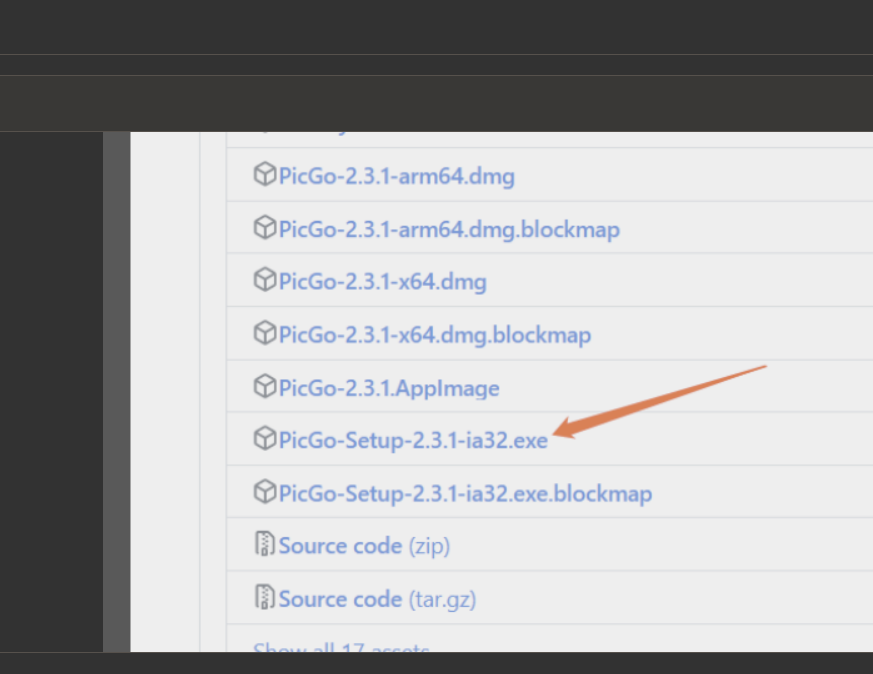 PicGo-2.3.1-arm64.dmg
PicGo-2.3.1-arm64.dmg.blockmap
PicGo-2.3.1-x64.dmg
PicGo-2.3.1-x64.dmg.blockmap
PicGo-2.3.1.AppImage
PicGo-Setup-2.3.1-ia32.exe
PicGo-Setup-2.3.1-ia32.exe.blockmap
Source code (zip)
Source code (tar.gz)
Show all 17 assets